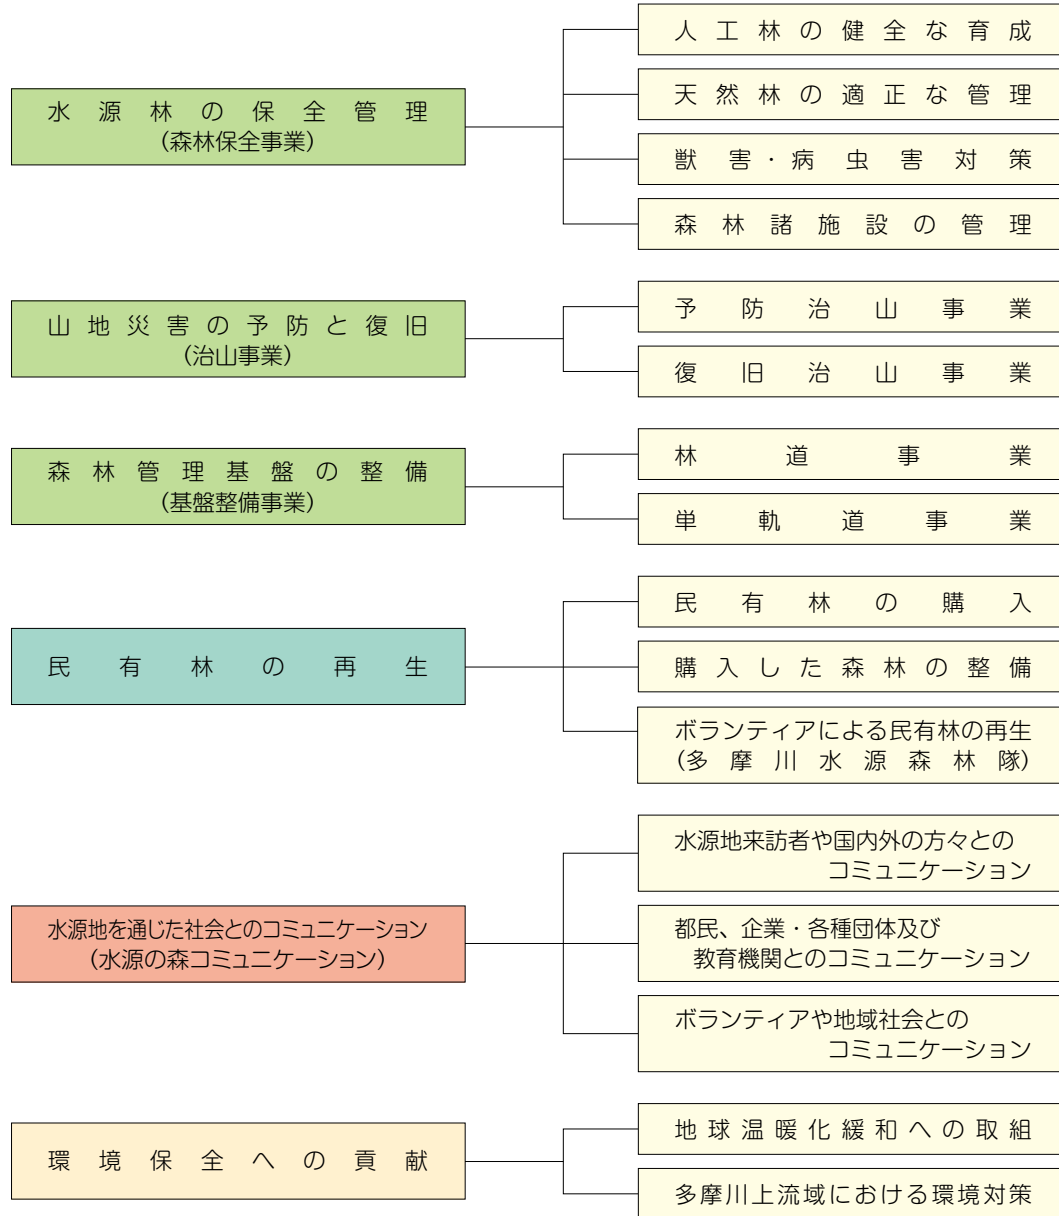 水源林の保全管理
(森林保全事業)
人工林の健全な育成
天然林の適正な管理
獣害・病虫害対策
森林諸施設の管理
山地災害の予防と復旧
(治山事業)
予防治山事業
復旧治山事業
森林管理基盤の整備
(基盤整備事業)
林道事業
単軌道事業
民有林の再生
民有林の購入
購入した森林の整備
ボランティアによる民有林の再生
(多摩川水源森林隊)
水源地を通じた社会とのコミュニケーション
(水源の森コミュニケーション)
水源地来訪者や国内外の方々との
コミュニケーション
都民、企業・各種団体及び
教育機関とのコミュニケーション
ボランティアや地域社会との
コミュニケーション
環境保全への貢献
地球温暖化緩和への取組
多摩川上流域における環境対策